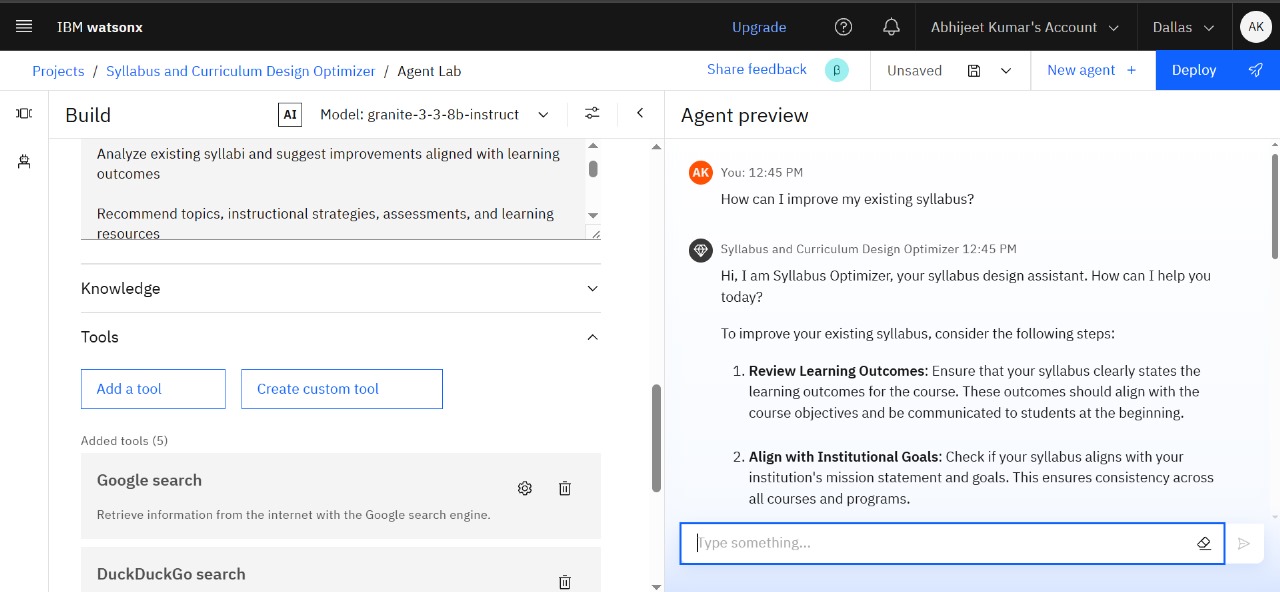 IBM watsonx
Upgrade
Abhijeet Kumar's Account
Dallas
AK
Projects / Syllabus and Curriculum Design Optimizer / Agent Lab
Share feedback
β
Unsaved
New agent +
Deploy
Build
AI
Model: granite-3-3-8b-instruct
Analyze existing syllabi and suggest improvements aligned with learning
outcomes
Recommend topics, instructional strategies, assessments, and learning
resources
Knowledge
Tools
Add a tool
Create custom tool
Added tools (5)
Google search
Retrieve information from the internet with the Google search engine.
DuckDuckGo search
Agent preview
AK
You: 12:45 PM
How can I improve my existing syllabus?
Syllabus and Curriculum Design Optimizer 12:45 PM
Hi, I am Syllabus Optimizer, your syllabus design assistant. How can I help you
today?
To improve your existing syllabus, consider the following steps:
1. Review Learning Outcomes: Ensure that your syllabus clearly states the
learning outcomes for the course. These outcomes should align with the
course objectives and be communicated to students at the beginning.
2. Align with Institutional Goals: Check if your syllabus aligns with your
institution's mission statement and goals. This ensures consistency across
all courses and programs.
Type something...